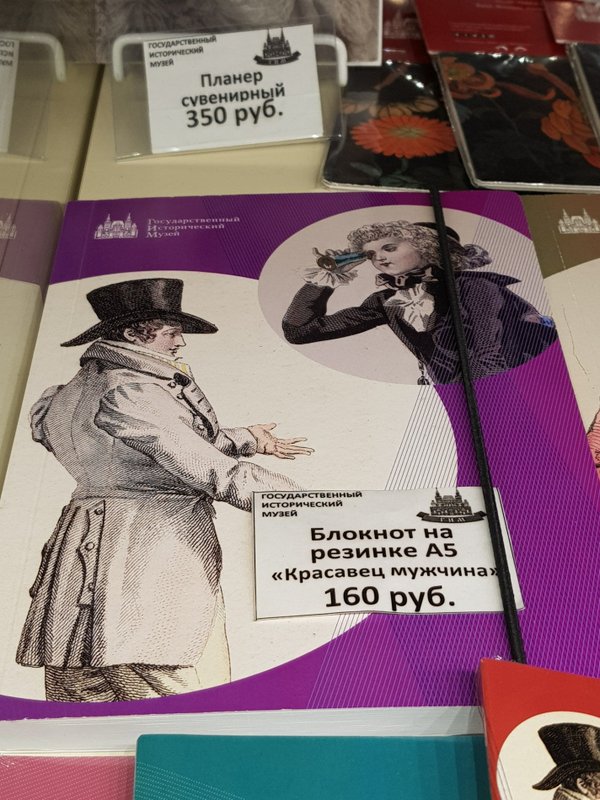 ГОСУДАРСТВЕННЫЙ
ИСТОРИЧЕСКИЙ
МУЗЕЙ
Планер
сувенирный
350 руб.
Государственный
Исторический
Музей
ГОСУДАРСТВЕННЫЙ
ИСТОРИЧЕСКИЙ
МУЗЕЙ
Г.И.М
Блокнот на
резинке А5
«Красавец мужчина»
160 руб.